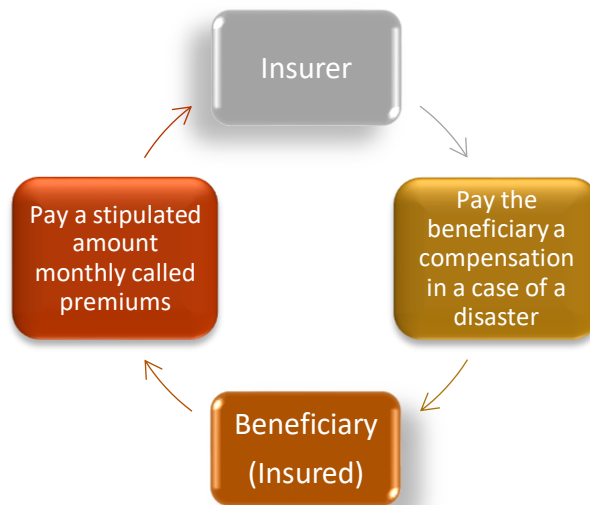 Insurer
Pay the
beneficiary a
compensation
in a case of a
disaster
Beneficiary
(Insured)
Pay a stipulated
amount
monthly called
premiums